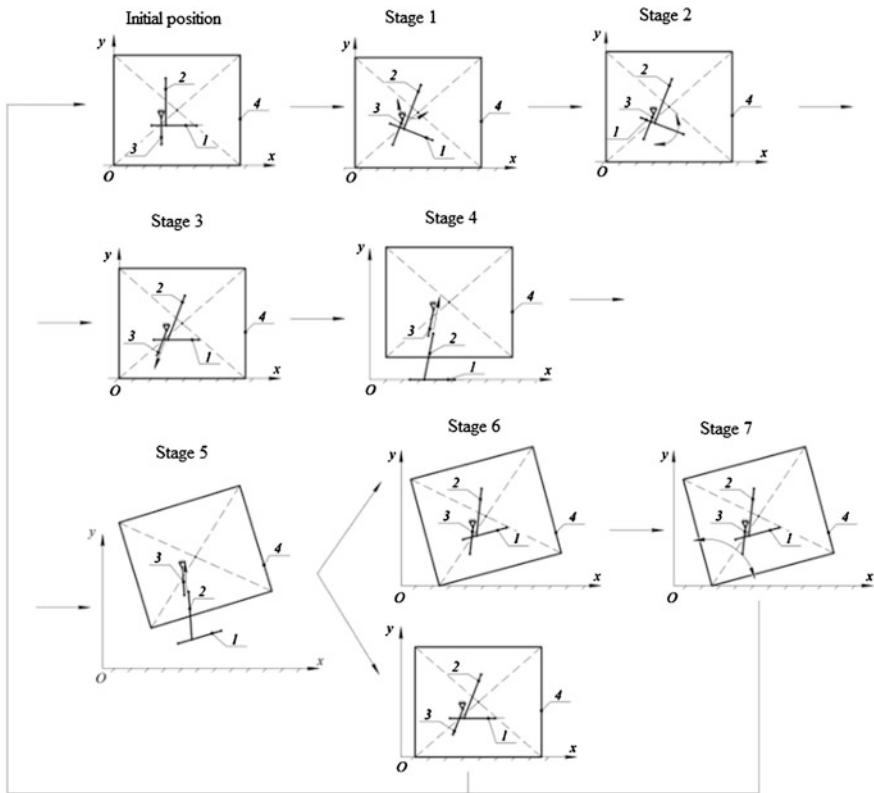 Initial position
Stage 1
Stage 2
y
2
4
3
1
x
O
y
2
3
4
1
x
O
y
2
3
1
4
x
O
Stage 3
Stage 4
y
2
4
3
1
x
O
y
4
3
2
1
x
O
Stage 5
Stage 6
Stage 7
y
3
4
2
1
x
O
y
2
3
4
1
x
O
y
2
3
4
1
x
O
y
2
4
3
1
x
O